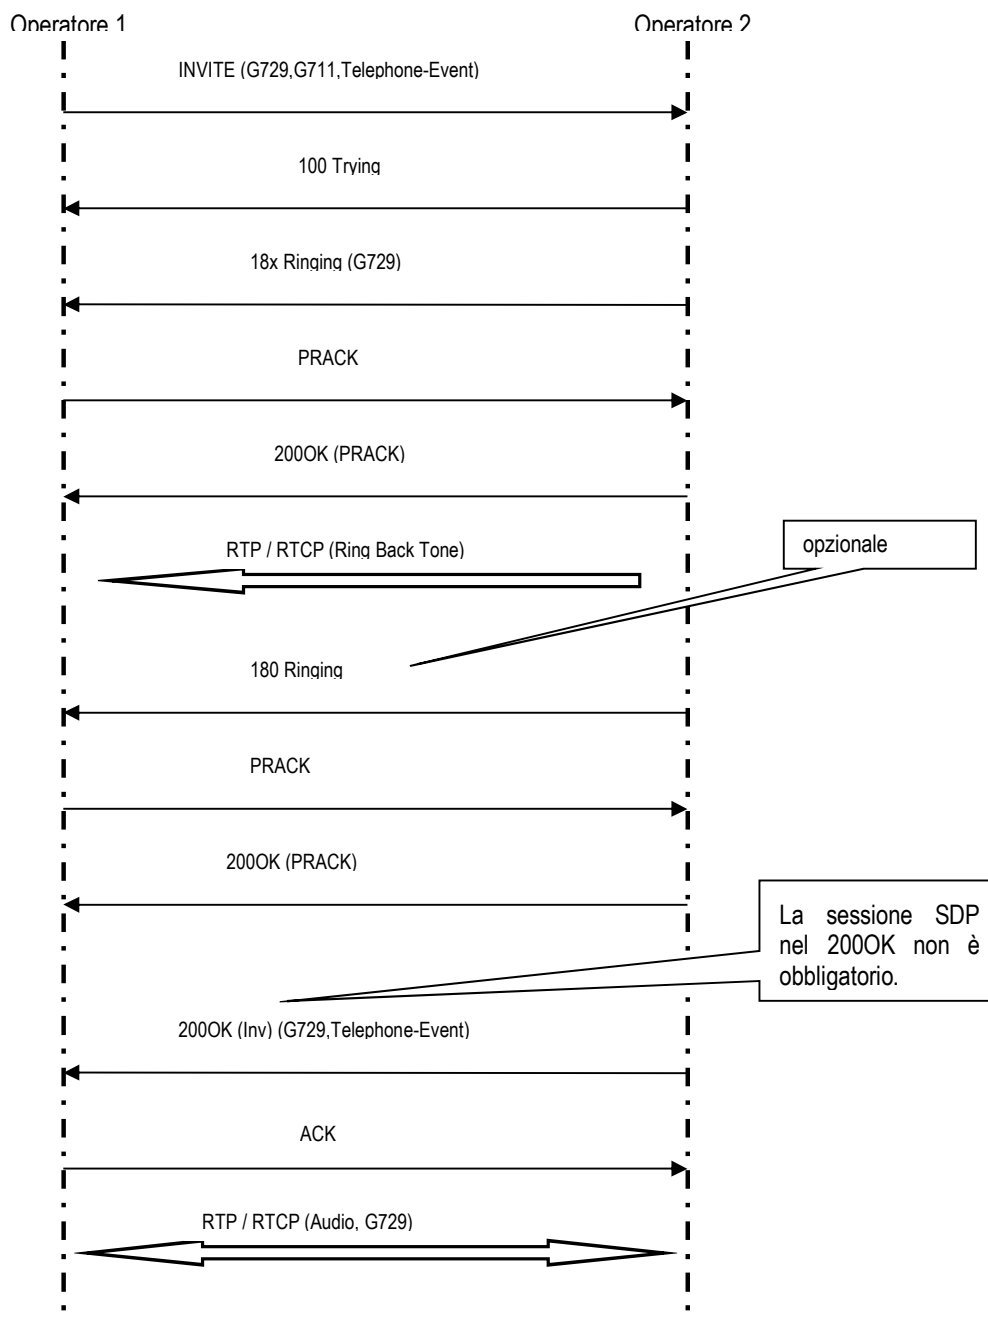 Operatore 1
Operatore 2
INVITE (G729,G711,Telephone-Event)
100 Trying
18x Ringing (G729)
PRACK
200OK (PRACK)
RTP / RTCP (Ring Back Tone)
opzionale
180 Ringing
PRACK
200OK (PRACK)
La sessione SDP
nel 200OK non è
obbligatorio.
200OK (Inv) (G729,Telephone-Event)
ACK
RTP / RTCP (Audio, G729)